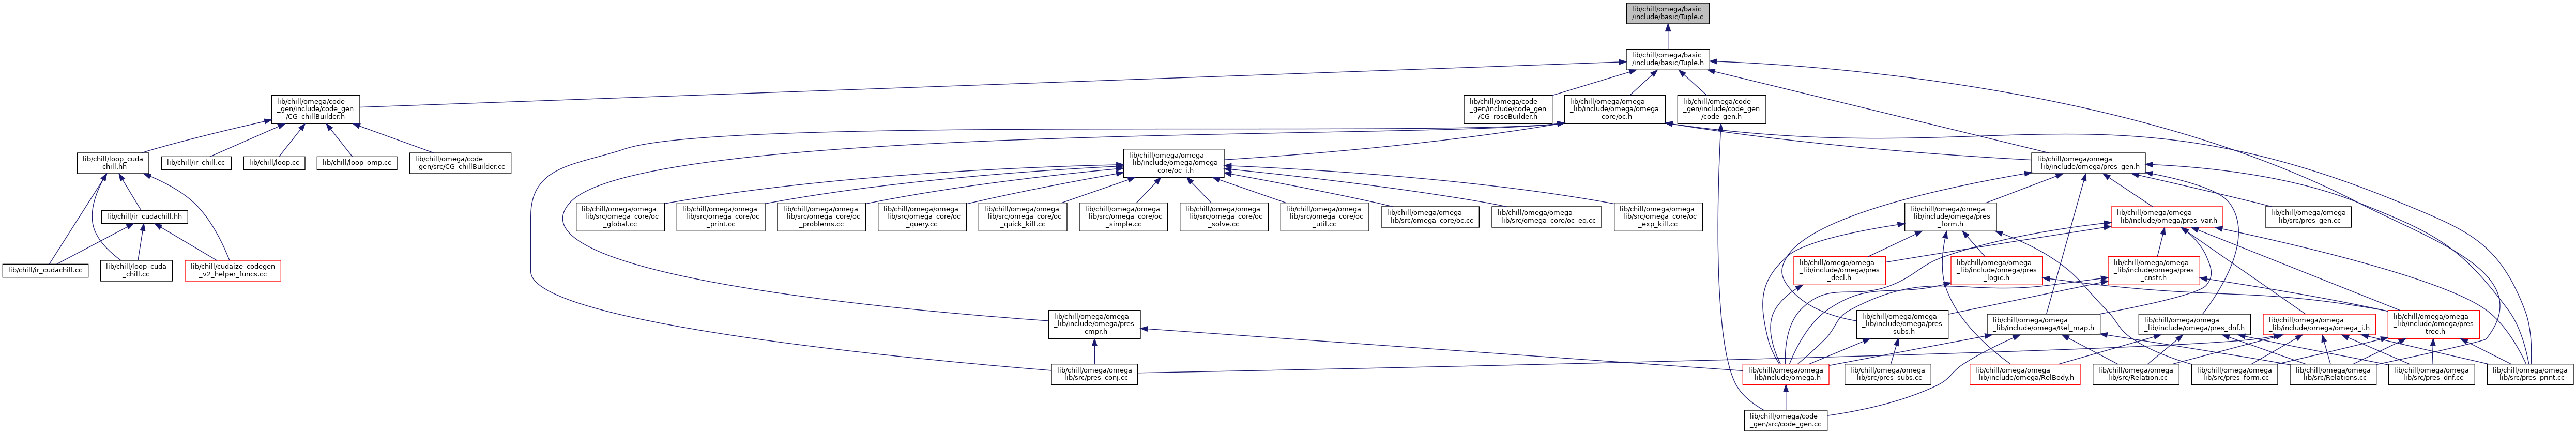 lib/chill/omega/basic
/include/basic/Tuple.c
lib/chill/omega/basic
/include/basic/Tuple.h
lib/chill/omega/code
_gen/include/code_gen
/CG_chillBuilder.h
lib/chill/omega/code
_gen/include/code_gen
/CG_roseBuilder.h
lib/chill/omega/omega
_lib/include/omega/omega
_core/oc.h
lib/chill/omega/code
_gen/include/code_gen
/code_gen.h
lib/chill/loop_cuda
_chill.hh
lib/chill/ir_chill.cc
lib/chill/loop.cc
lib/chill/loop_omp.cc
lib/chill/omega/code
_gen/src/CG_chillBuilder.cc
lib/chill/omega/omega
_lib/include/omega/omega
_core/oc_i.h
lib/chill/omega/omega
_lib/include/omega/pres_gen.h
lib/chill/ir_cudachill.hh
lib/chill/omega/omega
_lib/src/omega_core/oc
_global.cc
lib/chill/omega/omega
_lib/src/omega_core/oc
_print.cc
lib/chill/omega/omega
_lib/src/omega_core/oc
_problems.cc
lib/chill/omega/omega
_lib/src/omega_core/oc
_query.cc
lib/chill/omega/omega
_lib/src/omega_core/oc
_quick_kill.cc
lib/chill/omega/omega
_lib/src/omega_core/oc
_simple.cc
lib/chill/omega/omega
_lib/src/omega_core/oc
_solve.cc
lib/chill/omega/omega
_lib/src/omega_core/oc
_util.cc
lib/chill/omega/omega
_lib/src/omega_core/oc.cc
lib/chill/omega/omega
_lib/src/omega_core/oc_eq.cc
lib/chill/omega/omega
_lib/src/omega_core/oc
_exp_kill.cc
lib/chill/omega/omega
_lib/include/omega/pres
_form.h
lib/chill/omega/omega
_lib/include/omega/pres_var.h
lib/chill/omega/omega
_lib/src/pres_gen.cc
lib/chill/ir_cudachill.cc
lib/chill/loop_cuda
_chill.cc
lib/chill/cudaize_codegen
_v2_helper_funcs.cc
lib/chill/omega/omega
_lib/include/omega/pres
_decl.h
lib/chill/omega/omega
_lib/include/omega/pres
_logic.h
lib/chill/omega/omega
_lib/include/omega/pres
_cnstr.h
lib/chill/omega/omega
_lib/include/omega/pres
_cmpr.h
lib/chill/omega/omega
_lib/include/omega/pres
_subs.h
lib/chill/omega/omega
_lib/include/omega/Rel_map.h
lib/chill/omega/omega
_lib/include/omega/pres_dnf.h
lib/chill/omega/omega
_lib/include/omega/omega_i.h
lib/chill/omega/omega
_lib/include/omega/pres
_tree.h
lib/chill/omega/omega
_lib/src/pres_conj.cc
lib/chill/omega/omega
_lib/include/omega.h
lib/chill/omega/omega
_lib/src/pres_subs.cc
lib/chill/omega/omega
_lib/include/omega/RelBody.h
lib/chill/omega/omega
_lib/src/Relation.cc
lib/chill/omega/omega
_lib/src/pres_form.cc
lib/chill/omega/omega
_lib/src/Relations.cc
lib/chill/omega/omega
_lib/src/pres_dnf.cc
lib/chill/omega/omega
_lib/src/pres_print.cc
lib/chill/omega/code
_gen/src/code_gen.cc